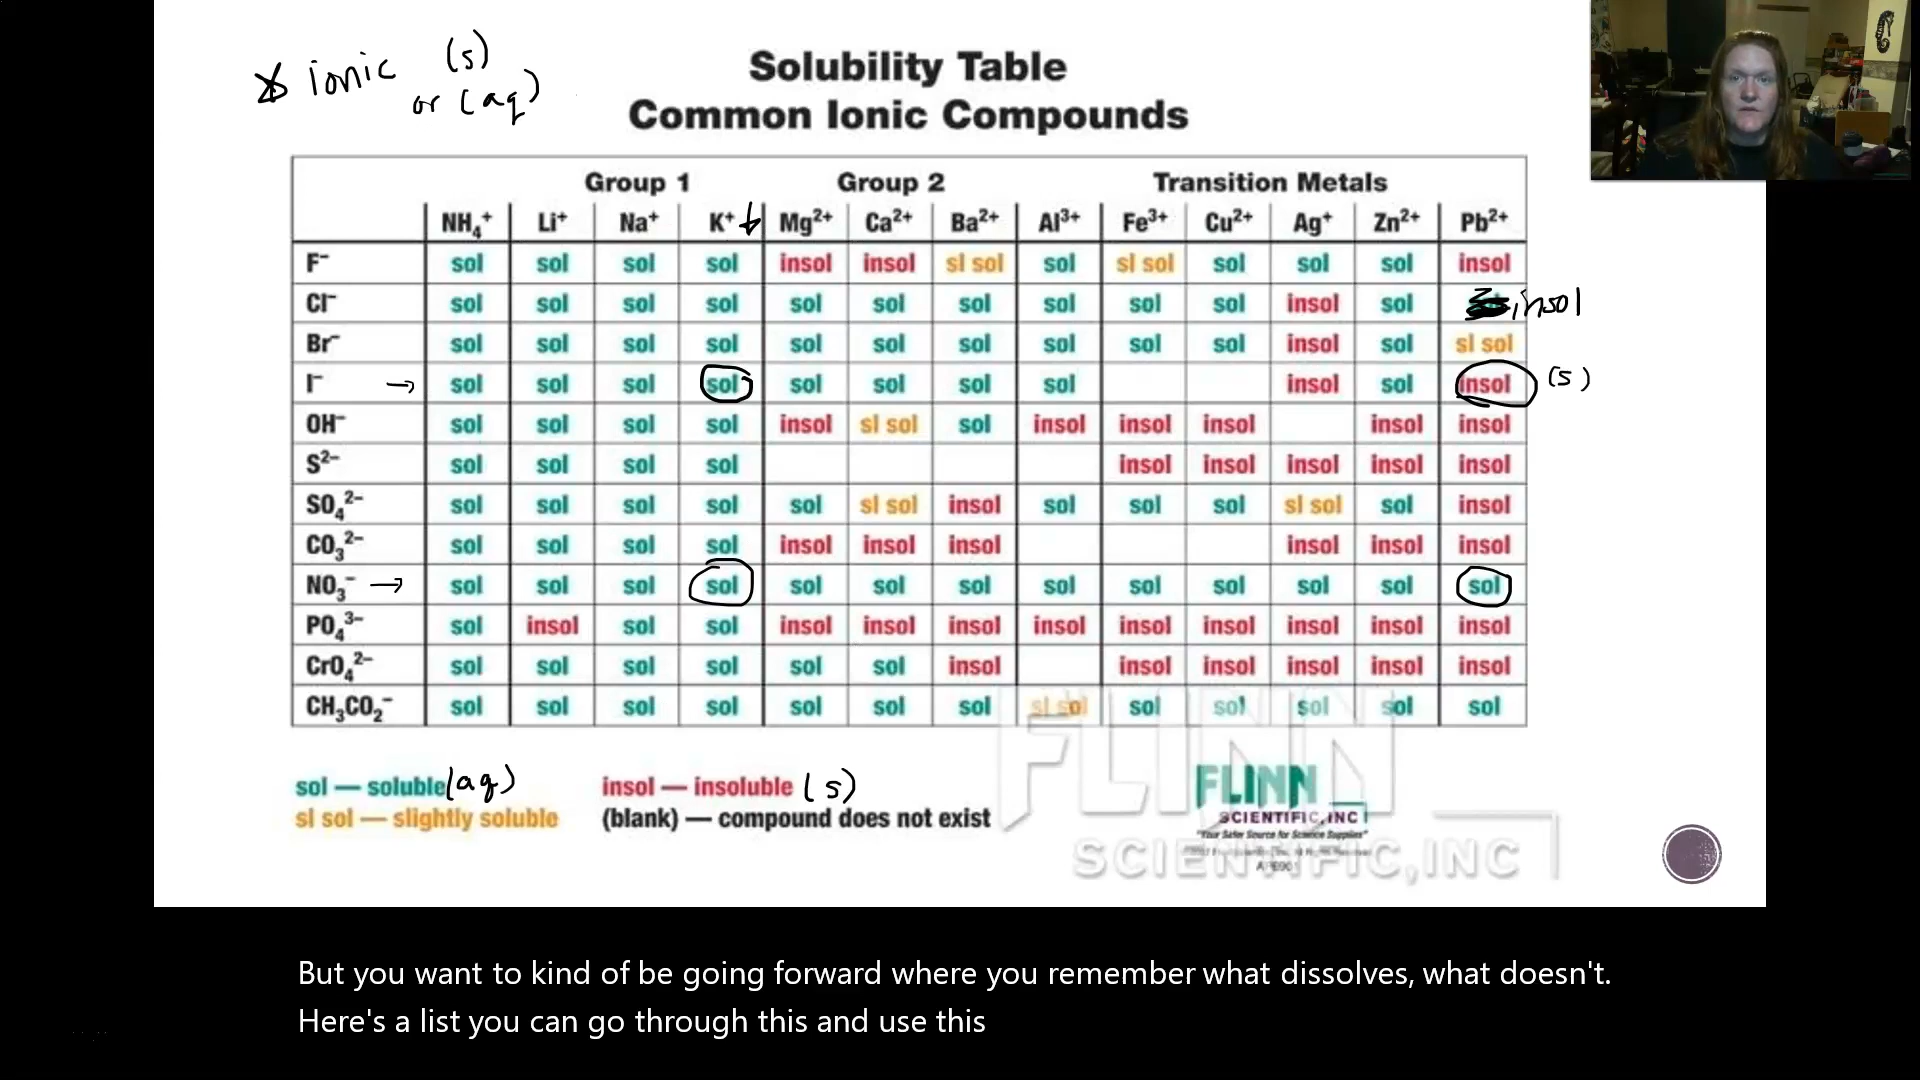 ionic (s)
or (aq)
Solubility Table
Common Ionic Compounds
Group 1 Group 2 Transition Metals
NH₄⁺ Li⁺ Na⁺ K⁺ Mg²⁺ Ca²⁺ Ba²⁺ Al³⁺ Fe³⁺ Cu²⁺ Ag⁺ Zn²⁺ Pb²⁺
F⁻ sol sol sol sol insol insol sl sol sol sl sol sol sol sol insol
Cl⁻ sol sol sol sol sol sol sol sol sol sol insol sol insol
Br⁻ sol sol sol sol sol sol sol sol sol sol insol sol sl sol
I⁻ → sol sol sol sol sol sol sol sol insol sol insol (s)
OH⁻ sol sol sol sol insol sl sol sol insol insol insol insol insol
S²⁻ sol sol sol sol insol insol insol insol insol
SO₄²⁻ sol sol sol sol sol sl sol insol sol sol sol sl sol sol insol
CO₃²⁻ sol sol sol sol insol insol insol insol insol insol
NO₃⁻ → sol sol sol sol sol sol sol sol sol sol sol sol sol
PO₄³⁻ sol insol sol sol insol insol insol insol insol insol insol insol insol
CrO₄²⁻ sol sol sol sol sol sol insol insol insol insol insol insol
CH₃CO₂⁻ sol sol sol sol sol sol sol sl sol sol sol sol sol sol
sol — soluble (aq) insol — insoluble (s)
sl sol — slightly soluble (blank) — compound does not exist
FLINN
SCIENTIFIC, INC
"Your Safer Source for Science Supplies"
FLINN
SCIENTIFIC, INC
But you want to kind of be going forward where you remember what dissolves, what doesn't.
Here's a list you can go through this and use this